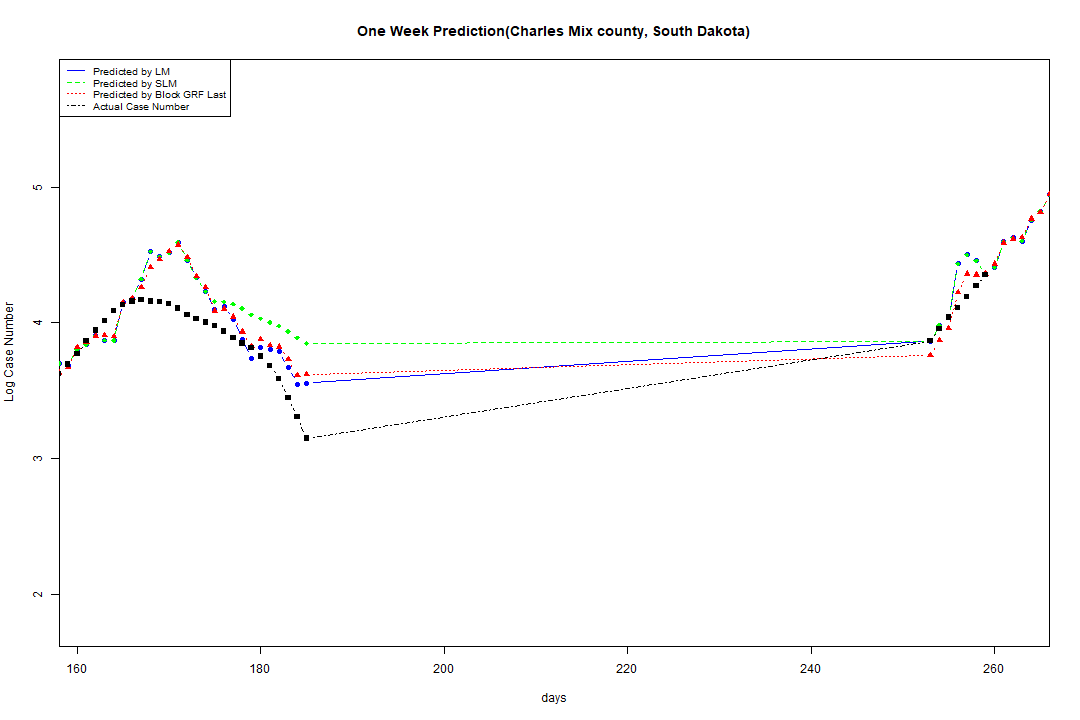 One Week Prediction(Charles Mix county, South Dakota)
Predicted by LM
Predicted by SLM
Predicted by Block GRF Last
Actual Case Number
Log Case Number
5
4
3
2
160 180 200 220 240 260
days